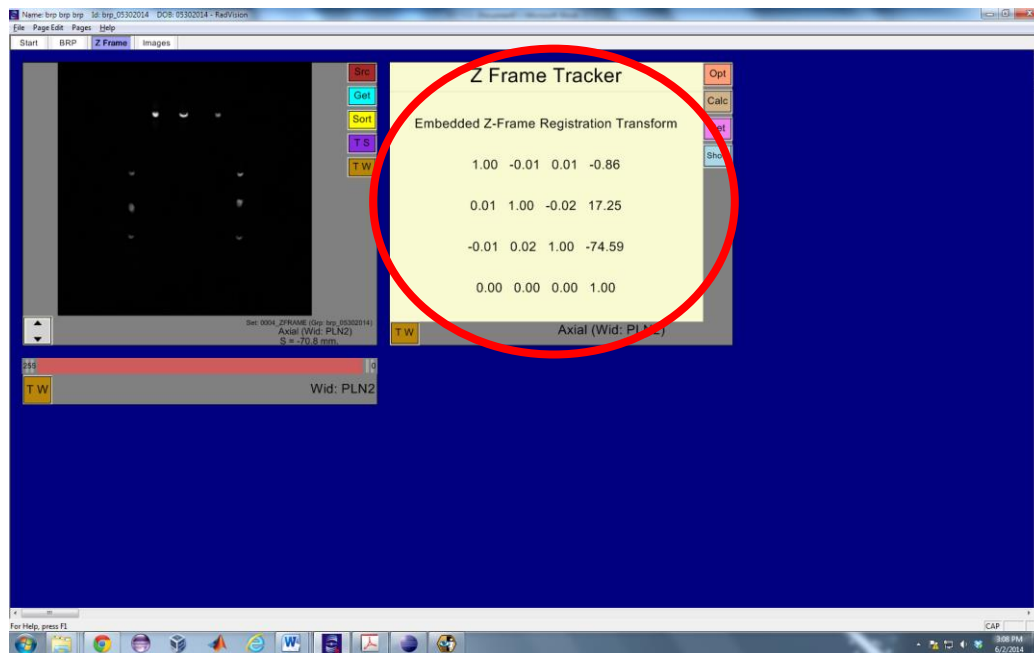 Name: brp brp brp Id: brp_05302014 DOB: 05302014 - RadVision
File PageEdit Pages Help
Start BRP Z Frame Images
Src
Get
Sort
T S
T W
Set: 0004_ZFRAME (Grp: brp_05302014)
Axial (Wid: PLN2)
S = -70.8 mm.
Z Frame Tracker
Embedded Z-Frame Registration Transform
1.00 -0.01 0.01 -0.86
0.01 1.00 -0.02 17.25
-0.01 0.02 1.00 -74.59
0.00 0.00 0.00 1.00
Opt
Calc
T W
Axial (Wid: PLN2)
255 0
T W
Wid: PLN2
For Help, press F1
CAP
3:08 PM
6/2/2014